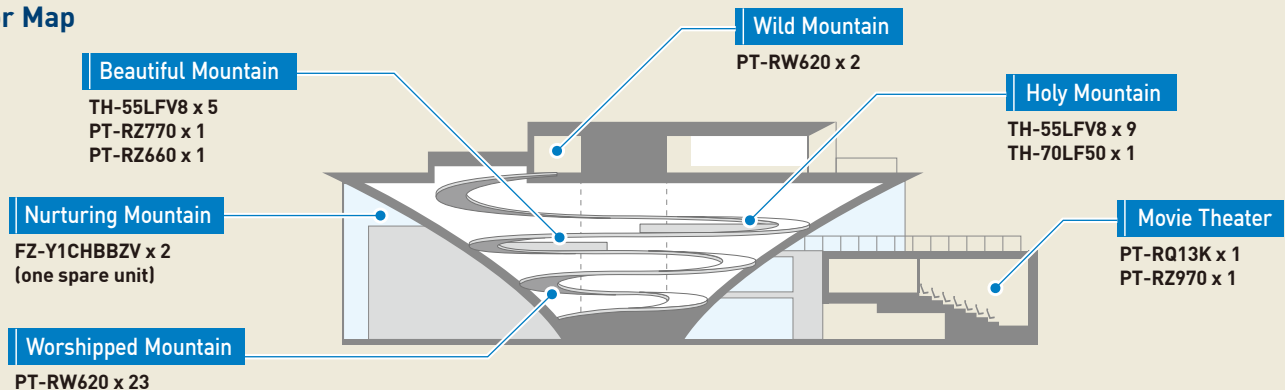 r Map
Wild Mountain
PT-RW620 x 2
Beautiful Mountain
TH-55LFV8 x 5
PT-RZ770 x 1
PT-RZ660 x 1
Holy Mountain
TH-55LFV8 x 9
TH-70LF50 x 1
Nurturing Mountain
FZ-Y1CHBBZV x 2
(one spare unit)
Movie Theater
PT-RQ13K x 1
PT-RZ970 x 1
Worshipped Mountain
PT-RW620 x 23